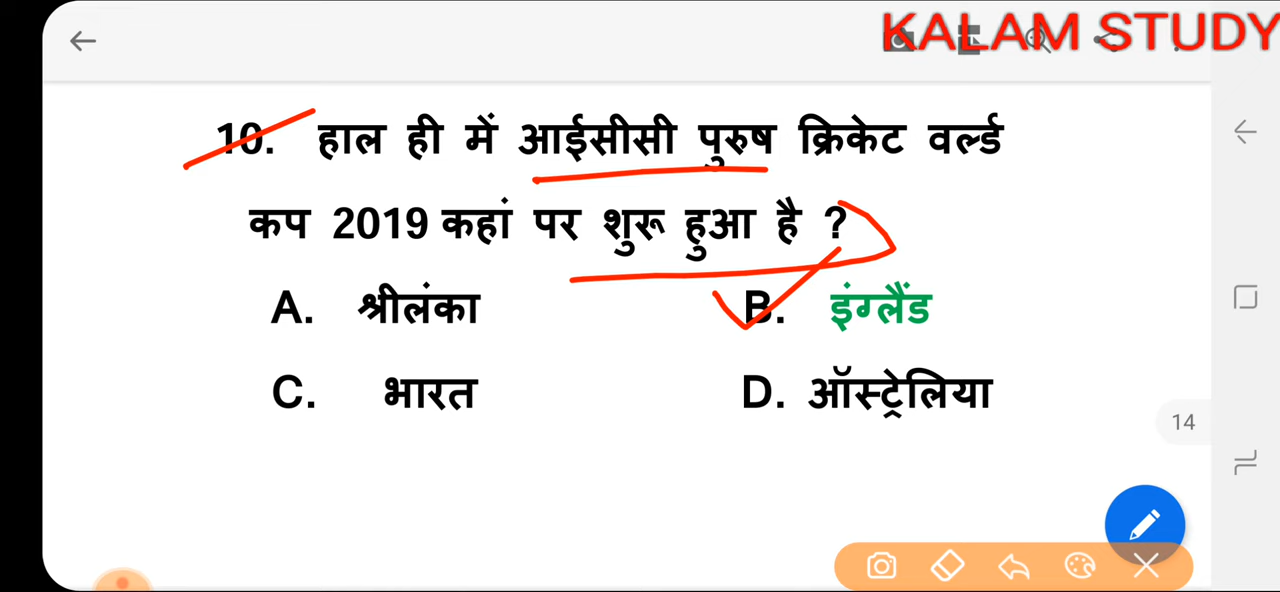 KALAM STUDY
10. हाल ही में आईसीसी पुरुष क्रिकेट वर्ल्ड
कप 2019 कहां पर शुरू हुआ है ?
A. श्रीलंका B. इंग्लैंड
C. भारत D. ऑस्ट्रेलिया
14